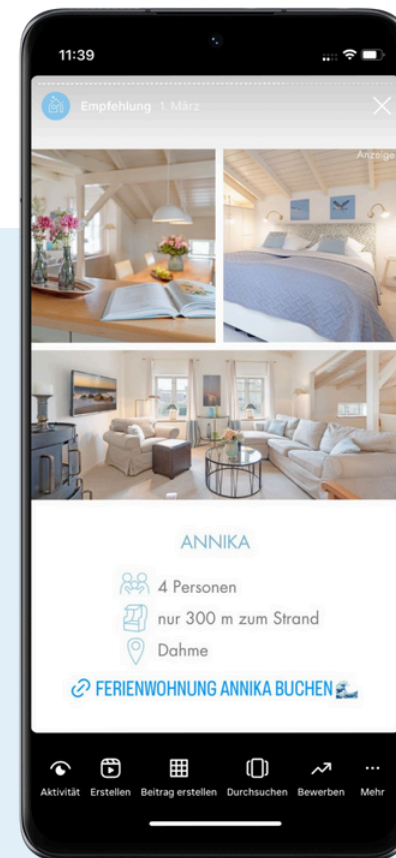 11:39
Empfehlung 1. März
Anzeige
ANNIKA
4 Personen
nur 300 m zum Strand
Dahme
FERIENWOHNUNG ANNIKA BUCHEN
Aktivität Erstellen Beitrag erstellen Durchsuchen Bewerben Mehr